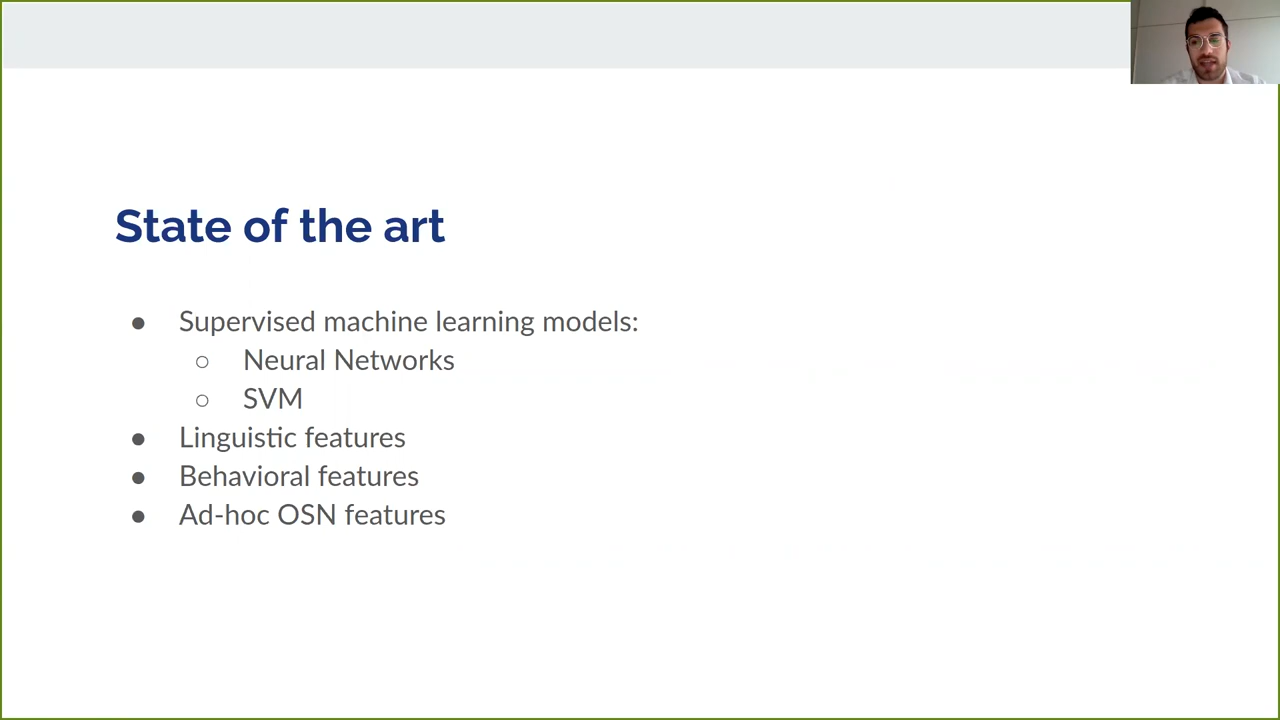 State of the art
● Supervised machine learning models:
○ Neural Networks
○ SVM
● Linguistic features
● Behavioral features
● Ad-hoc OSN features